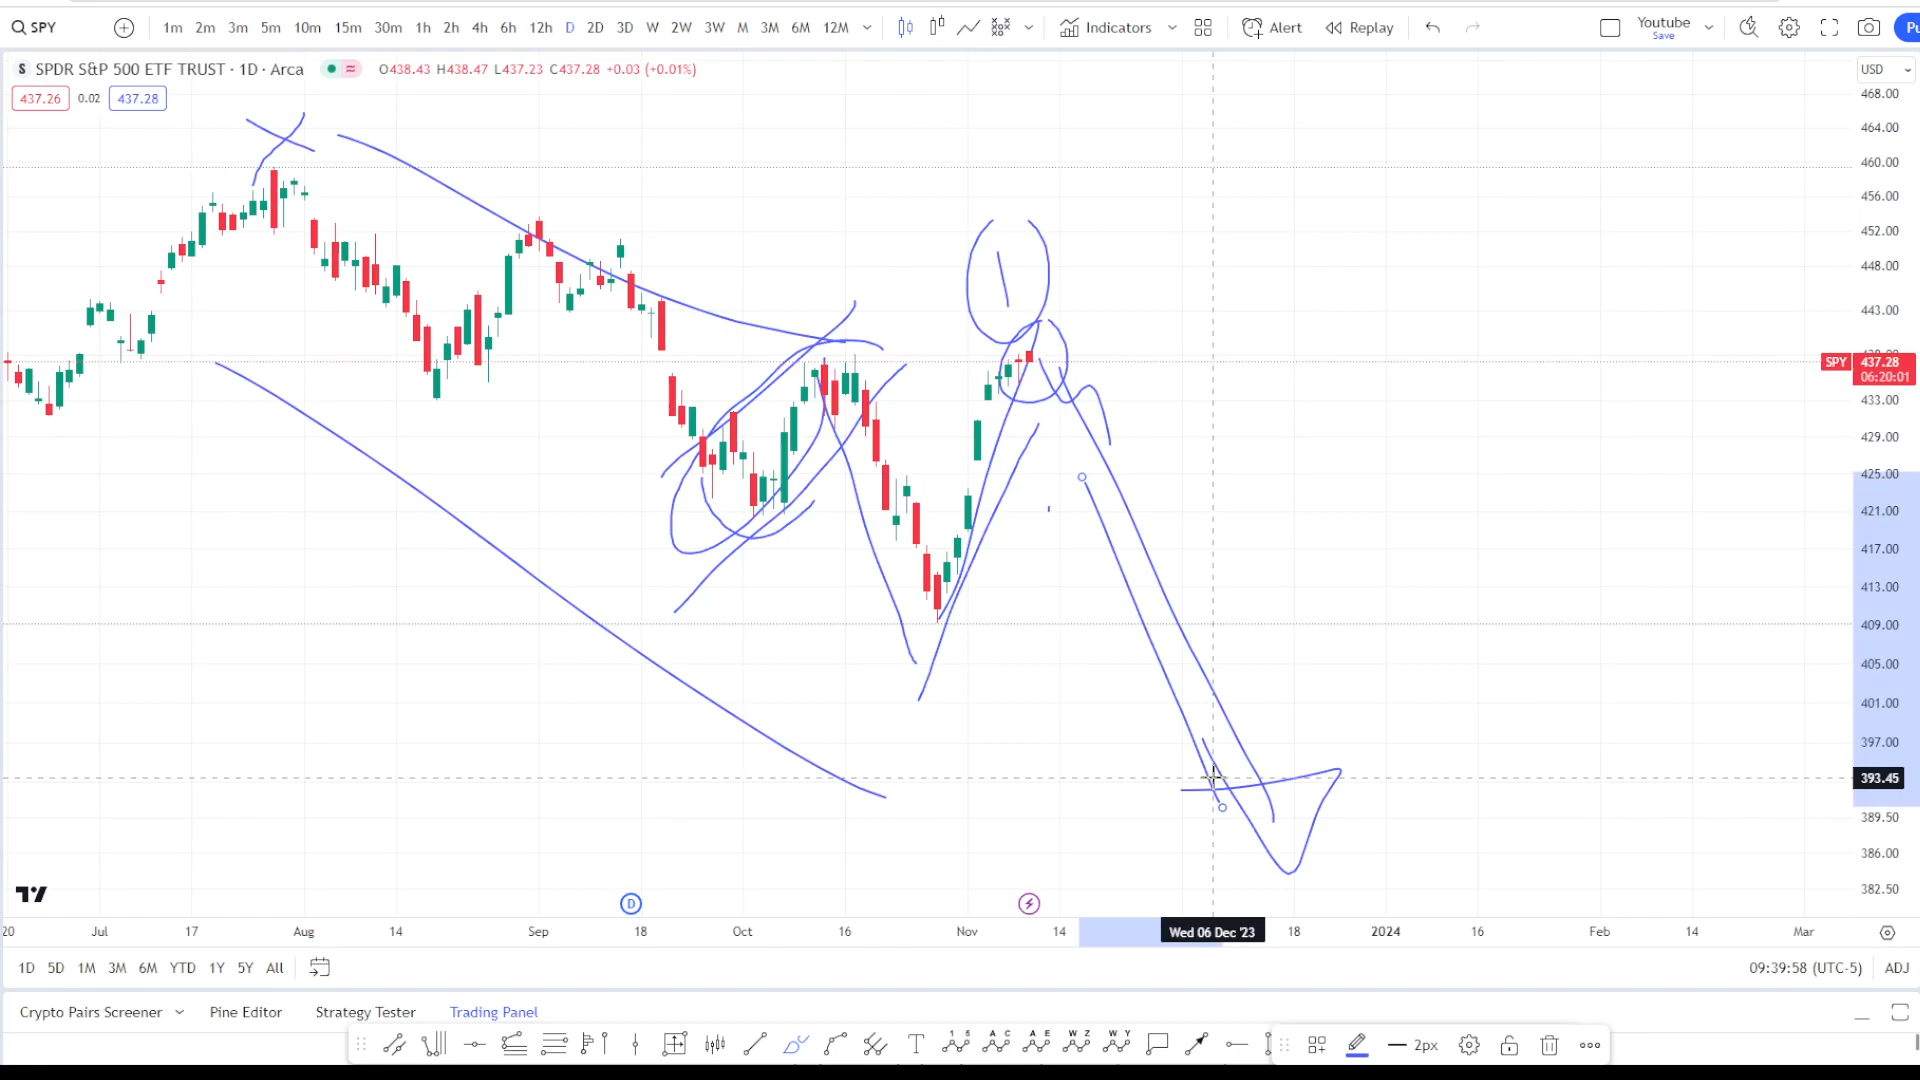 SPY 1m 2m 3m 5m 10m 15m 30m 1h 2h 4h 6h 12h D 2D 3D W 2W 3W M 3M 6M 12M Indicators Alert Replay Youtube Save Pu
S SPDR S&P 500 ETF TRUST · 1D · Arca O438.43 H438.47 L437.23 C437.28 +0.03 (+0.01%) USD
437.26 0.02 437.28
468.00
464.00
460.00
456.00
452.00
448.00
443.00
SPY 437.28
06:20:01
433.00
429.00
425.00
421.00
417.00
413.00
409.00
405.00
401.00
397.00
393.45
389.50
386.00
382.50
D
20 Jul 17 Aug 14 Sep 18 Oct 16 Nov 14 Wed 06 Dec '23 18 2024 16 Feb 14 Mar
1D 5D 1M 3M 6M YTD 1Y 5Y All 09:39:58 (UTC-5) ADJ
Crypto Pairs Screener Pine Editor Strategy Tester Trading Panel
T 1 5 A C A E W Z W Y 2px